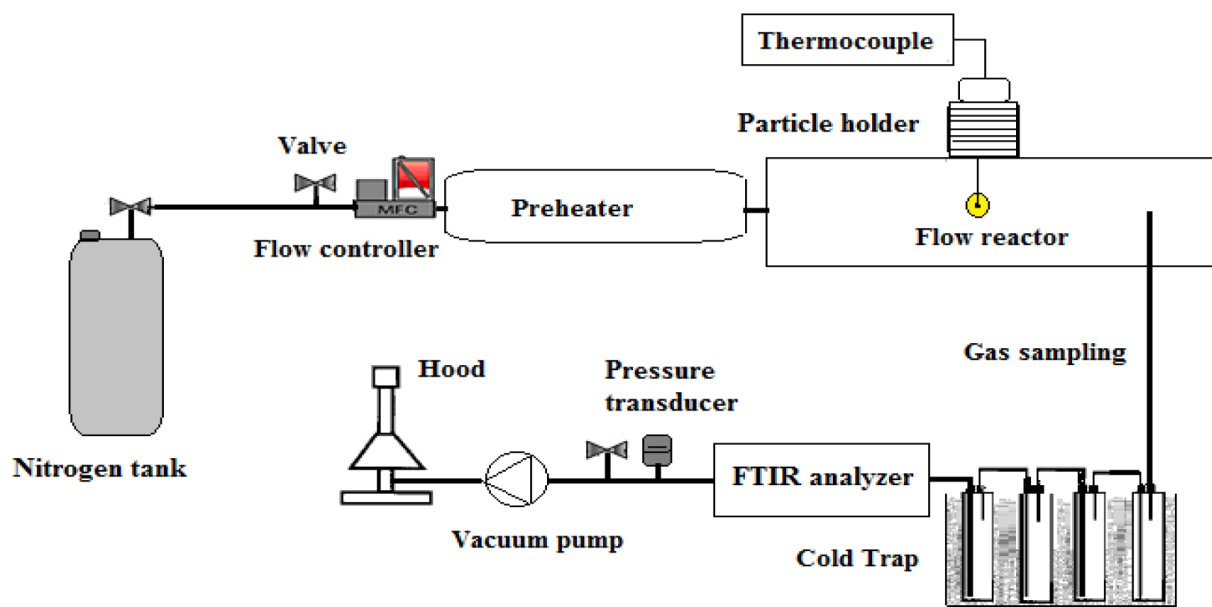 Thermocouple
Particle holder
Valve
MFC
Preheater
Flow controller
Flow reactor
Gas sampling
Hood
Pressure
transducer
Nitrogen tank
FTIR analyzer
Vacuum pump
Cold Trap